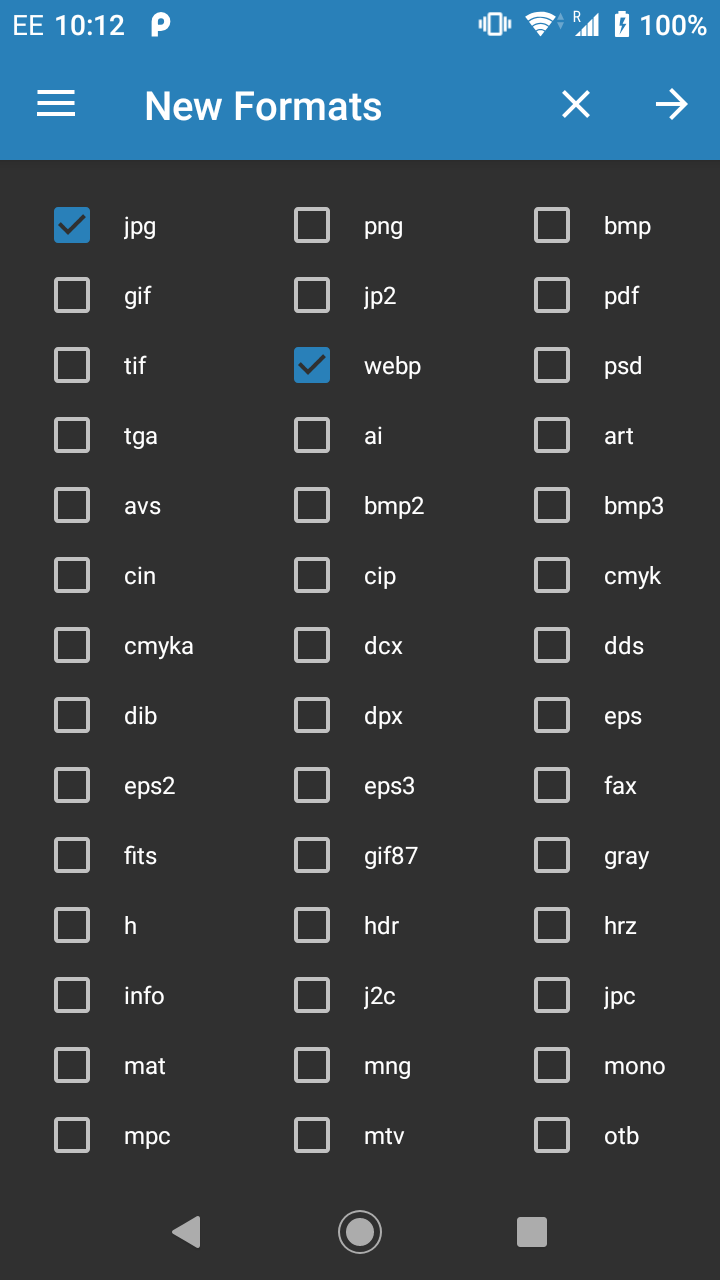 EE 10:12 R 100%
New Formats
jpg png bmp
gif jp2 pdf
tif webp psd
tga ai art
avs bmp2 bmp3
cin cip cmyk
cmyka dcx dds
dib dpx eps
eps2 eps3 fax
fits gif87 gray
h hdr hrz
info j2c jpc
mat mng mono
mpc mtv otb